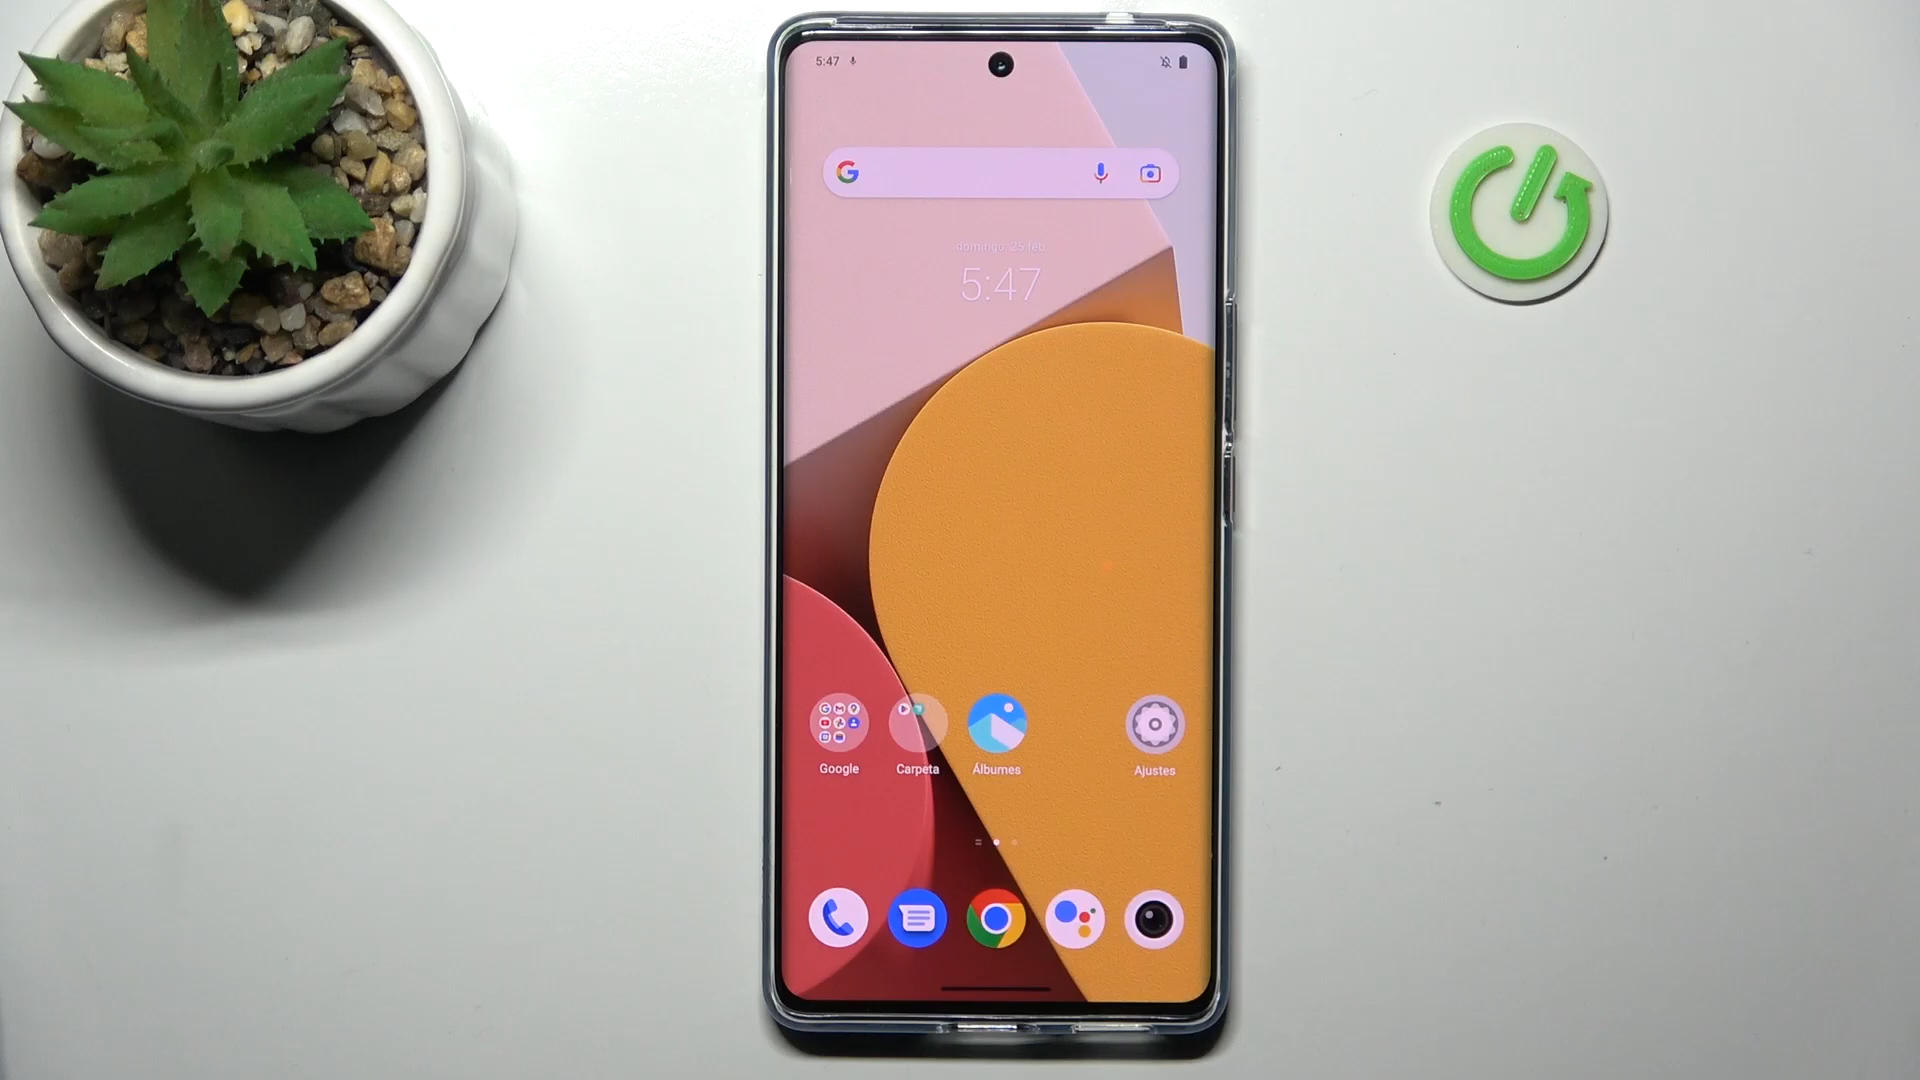 5:47
domingo, 25 feb.
5:47
Google
Carpeta
Álbumes
Ajustes